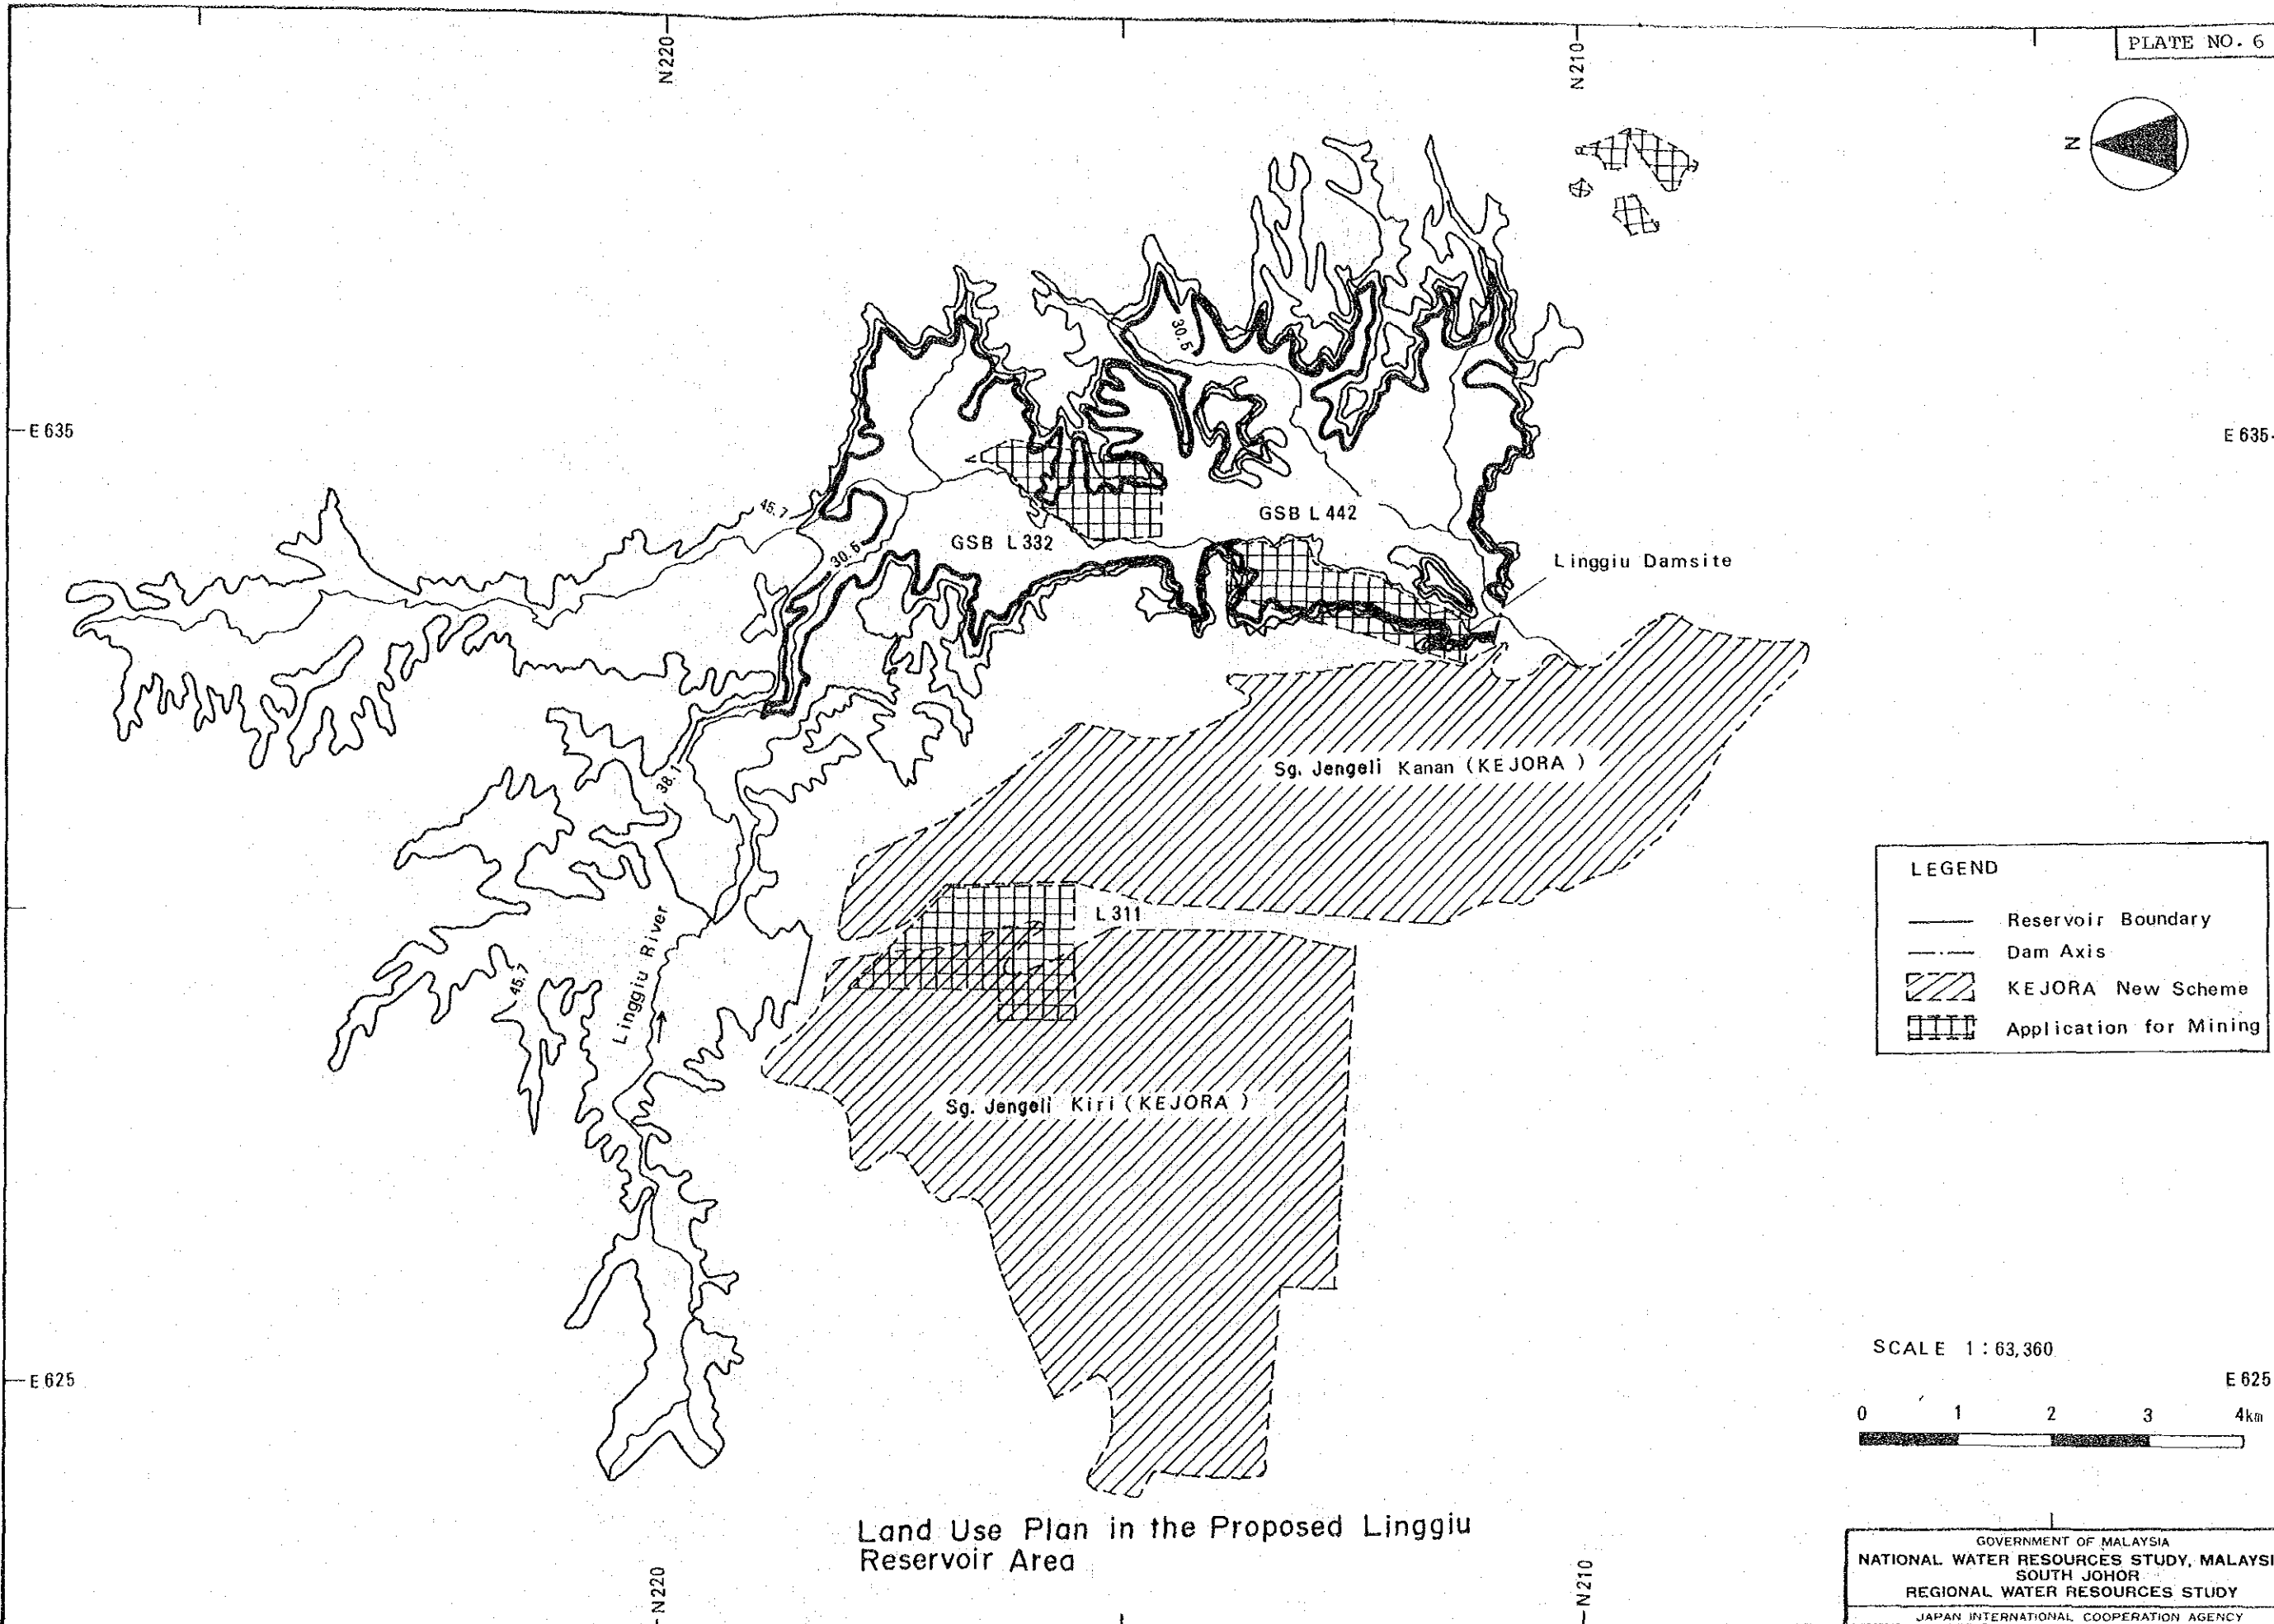 PLATE NO. 6
N220
N210
N
E 635
E 635
30.5
45.7
30.5
GSB L 442
GSB L 332
Linggiu Damsite
38.1
Sg. Jengeli Kanan (KEJORA)
L 311
Linggiu River
45.7
Sg. Jengeli Kiri (KEJORA)
LEGEND
Reservoir Boundary
Dam Axis
KEJORA New Scheme
Application for Mining
SCALE 1 : 63,360
E 625
E 625
0 1 2 3 4km
Land Use Plan in the Proposed Linggiu
Reservoir Area
N220
N210
GOVERNMENT OF MALAYSIA
NATIONAL WATER RESOURCES STUDY, MALAYSI
SOUTH JOHOR
REGIONAL WATER RESOURCES STUDY
JAPAN INTERNATIONAL COOPERATION AGENCY